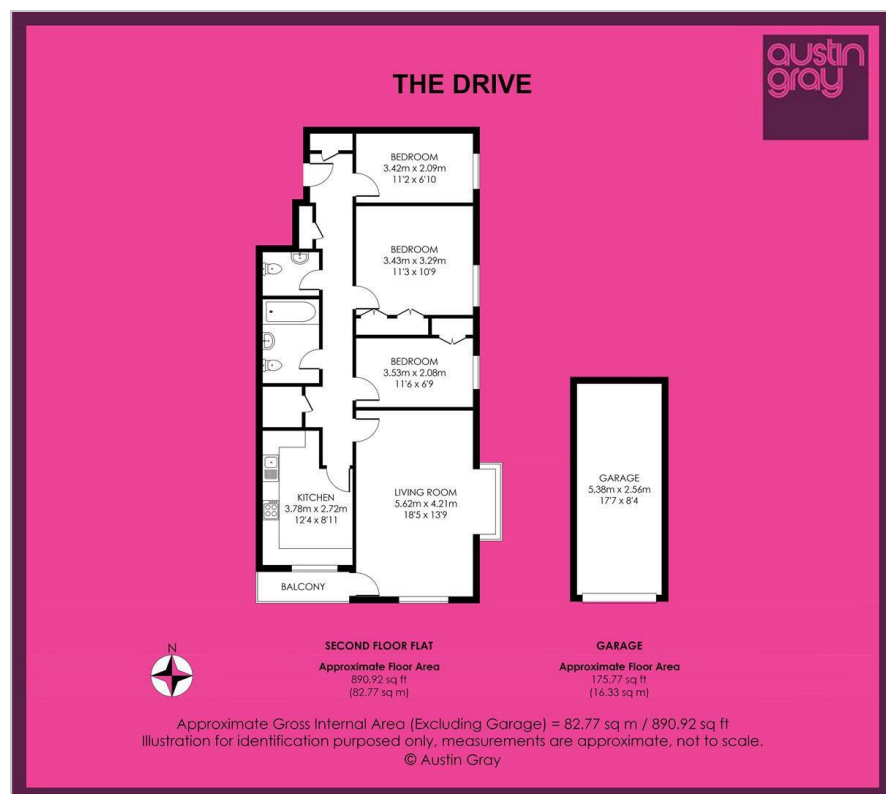 austin
gray
THE DRIVE
BEDROOM
3.42m x 2.09m
11'2 x 6'10
BEDROOM
3.43m x 3.29m
11'3 x 10'9
BEDROOM
3.53m x 2.08m
11'6 x 6'9
GARAGE
5.38m x 2.56m
17'7 x 8'4
KITCHEN
3.78m x 2.72m
12'4 x 8'11
LIVING ROOM
5.62m x 4.21m
18'5 x 13'9
BALCONY
N
SECOND FLOOR FLAT
Approximate Floor Area
890.92 sq ft
(82.77 sq m)
GARAGE
Approximate Floor Area
175.77 sq ft
(16.33 sq m)
Approximate Gross Internal Area (Excluding Garage) = 82.77 sq m / 890.92 sq ft
Illustration for identification purposed only, measurements are approximate, not to scale.
© Austin Gray